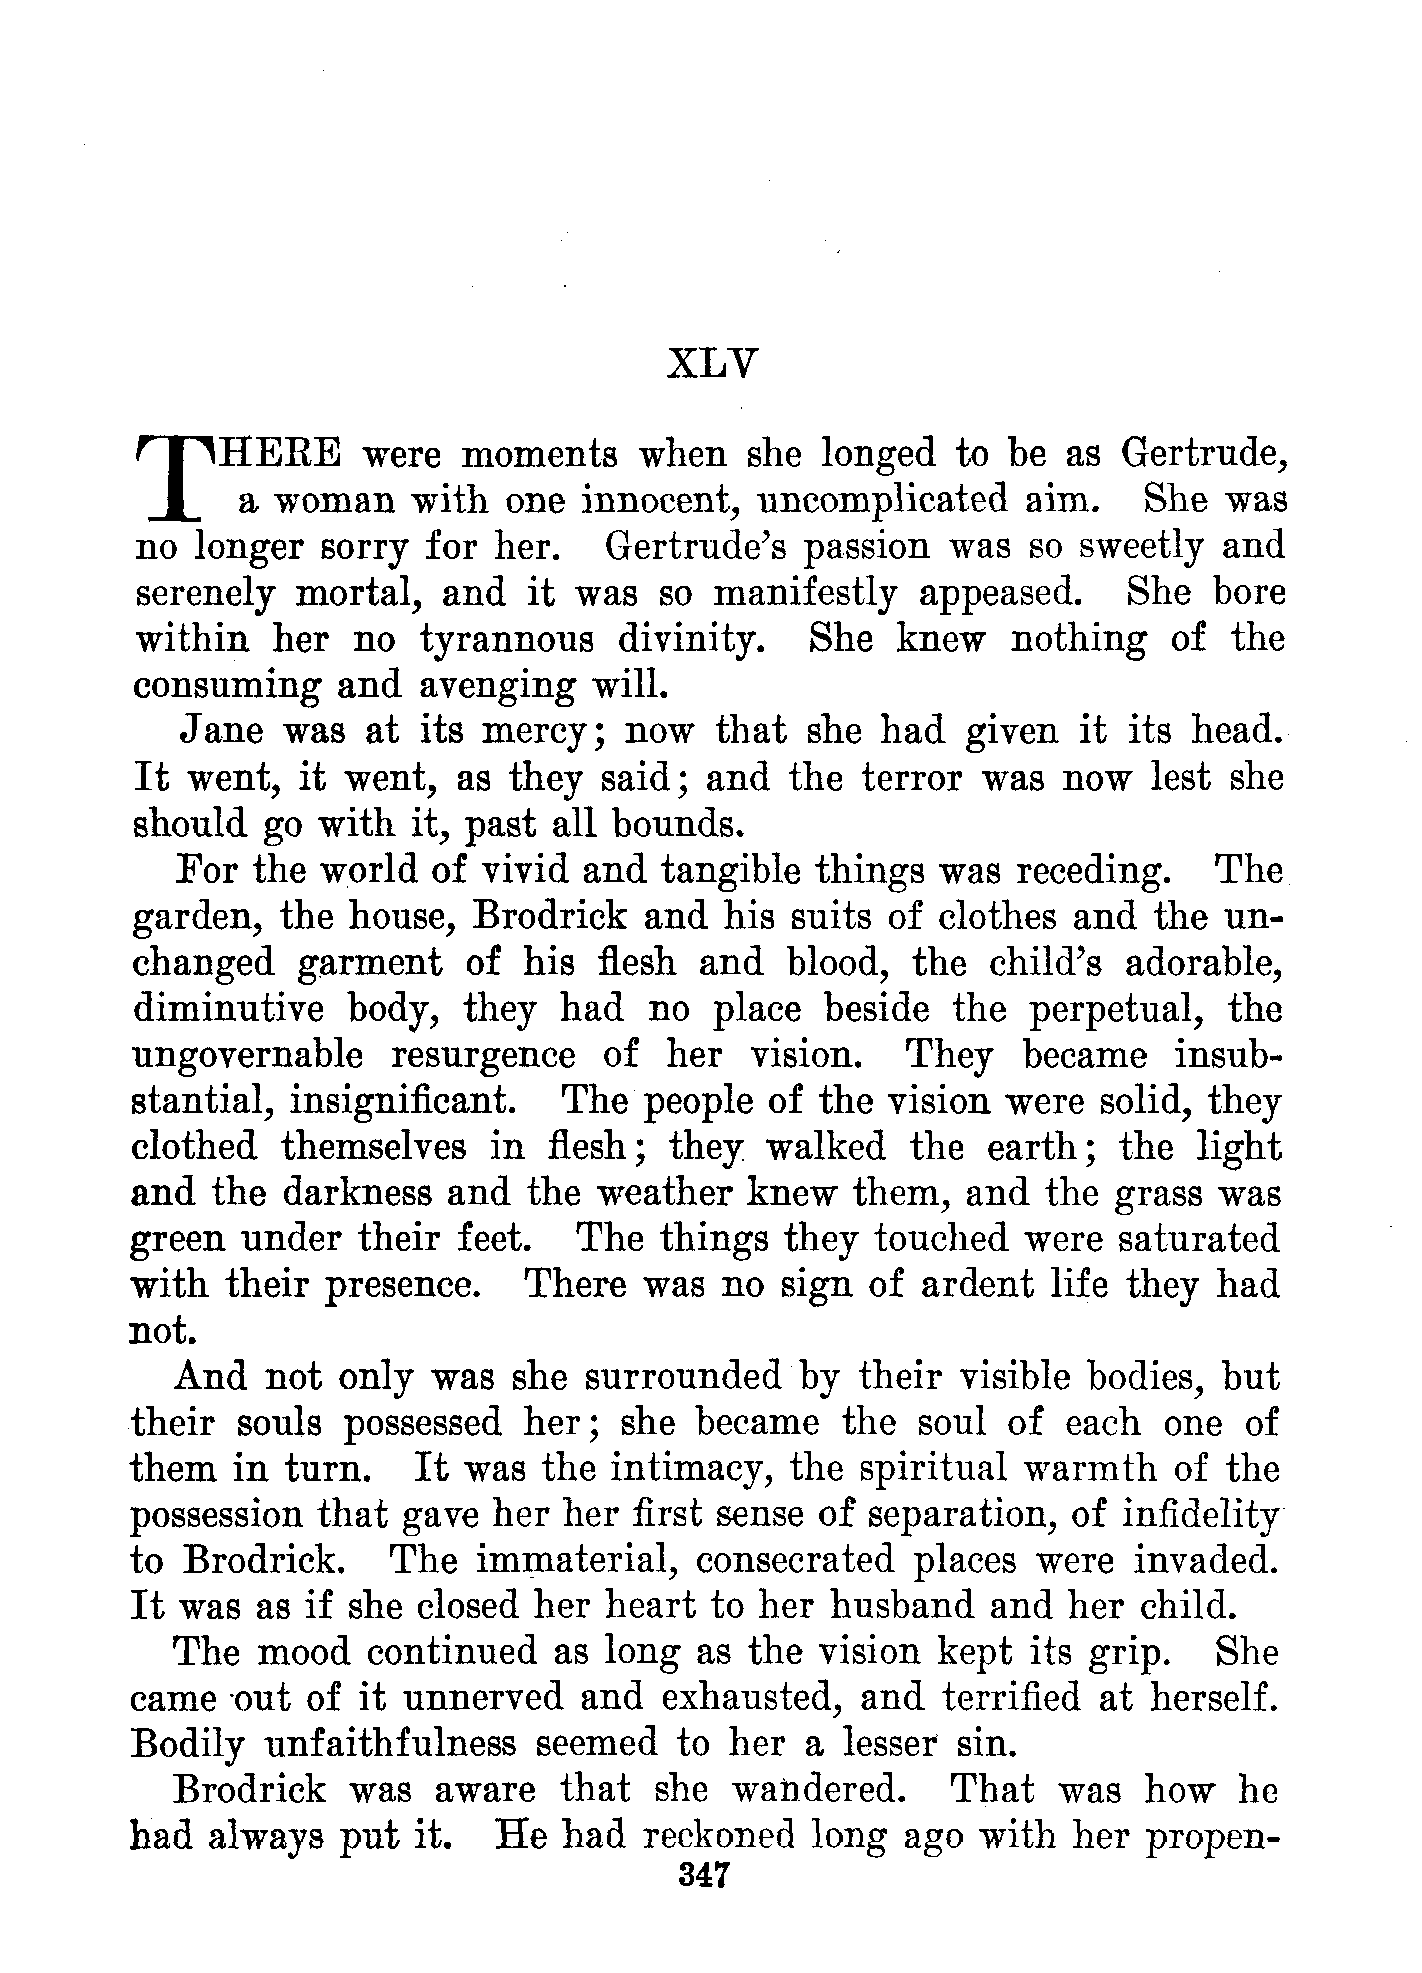 XLV
THERE were moments when she longed to be as Gertrude,
a woman with one innocent, uncomplicated aim. She was
no longer sorry for her. Gertrude's passion was so sweetly and
serenely mortal, and it was so manifestly appeased. She bore
within her no tyrannous divinity. She knew nothing of the
consuming and avenging will.
Jane was at its mercy; now that she had given it its head.
It went, it went, as they said; and the terror was now lest she
should go with it, past all bounds.
For the world of vivid and tangible things was receding. The
garden, the house, Brodrick and his suits of clothes and the un-
changed garment of his flesh and blood, the child's adorable,
diminutive body, they had no place beside the perpetual, the
ungovernable resurgence of her vision. They became insub-
stantial, insignificant. The people of the vision were solid, they
clothed themselves in flesh; they walked the earth; the light
and the darkness and the weather knew them, and the grass was
green under their feet. The things they touched were saturated
with their presence. There was no sign of ardent life they had
not.
And not only was she surrounded by their visible bodies, but
their souls possessed her; she became the soul of each one of
them in turn. It was the intimacy, the spiritual warmth of the
possession that gave her her first sense of separation, of infidelity
to Brodrick. The immaterial, consecrated places were invaded.
It was as if she closed her heart to her husband and her child.
The mood continued as long as the vision kept its grip. She
came out of it unnerved and exhausted, and terrified at herself.
Bodily unfaithfulness seemed to her a lesser sin.
Brodrick was aware that she wandered. That was how he
had always put it. He had reckoned long ago with her propen-
347